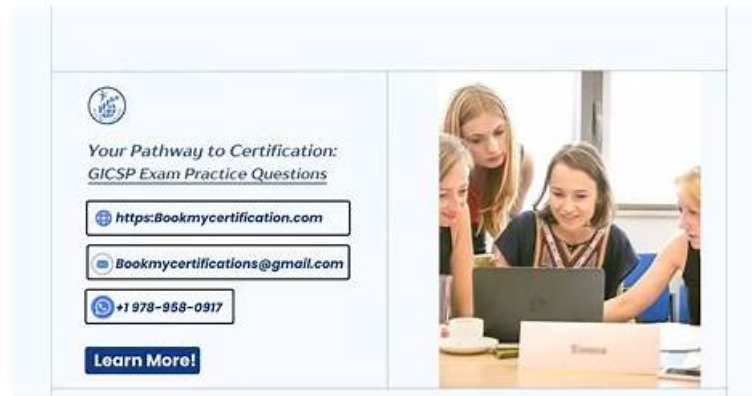 Your Pathway to Certification:
GICSP Exam Practice Questions
https:Bookmycertification.com
Bookmycertifications@gmail.com
+1 978-958-0917
Learn More!